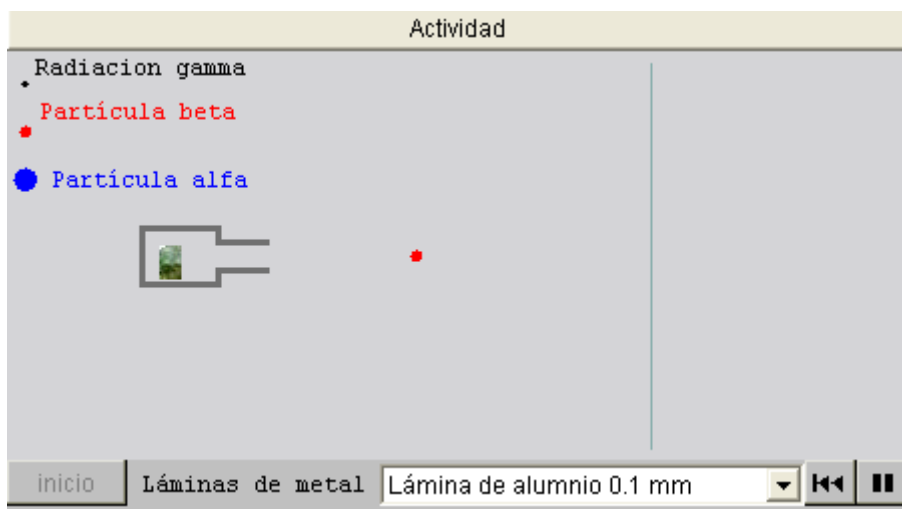 Actividad
Radiacion gamma
Partícula beta
Partícula alfa
inicio Láminas de metal Lámina de alumnio 0.1 mm